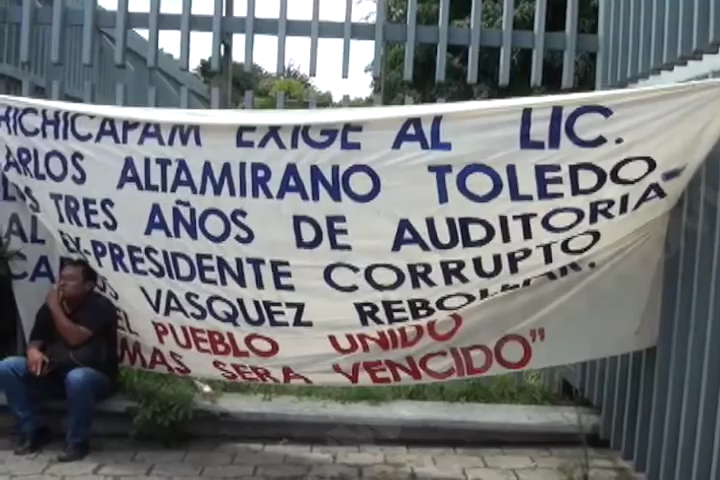 HICHICAPAM EXIGE AL LIC.
ARLOS ALTAMIRANO TOLEDO-
LOS TRES AÑOS DE AUDITORIA-
AL EX-PRESIDENTE CORRUPTO
VASQUEZ REBOLLAR.
"EL PUEBLO UNIDO
MAS SERA VENCIDO"